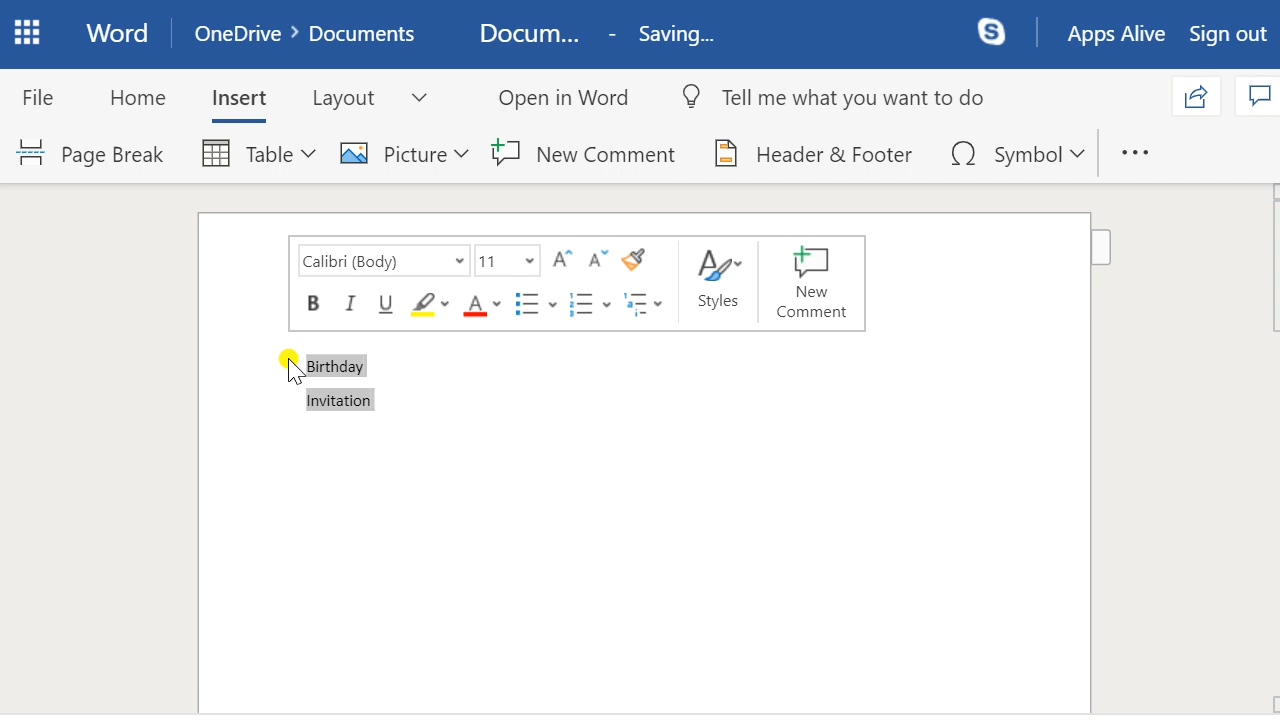 Word OneDrive > Documents Docum... - Saving... Apps Alive Sign out
File Home Insert Layout Open in Word Tell me what you want to do
Page Break Table Picture New Comment Header & Footer Symbol ...
Calibri (Body) 11 A A Styles New
Comment
B I U A
Birthday
Invitation